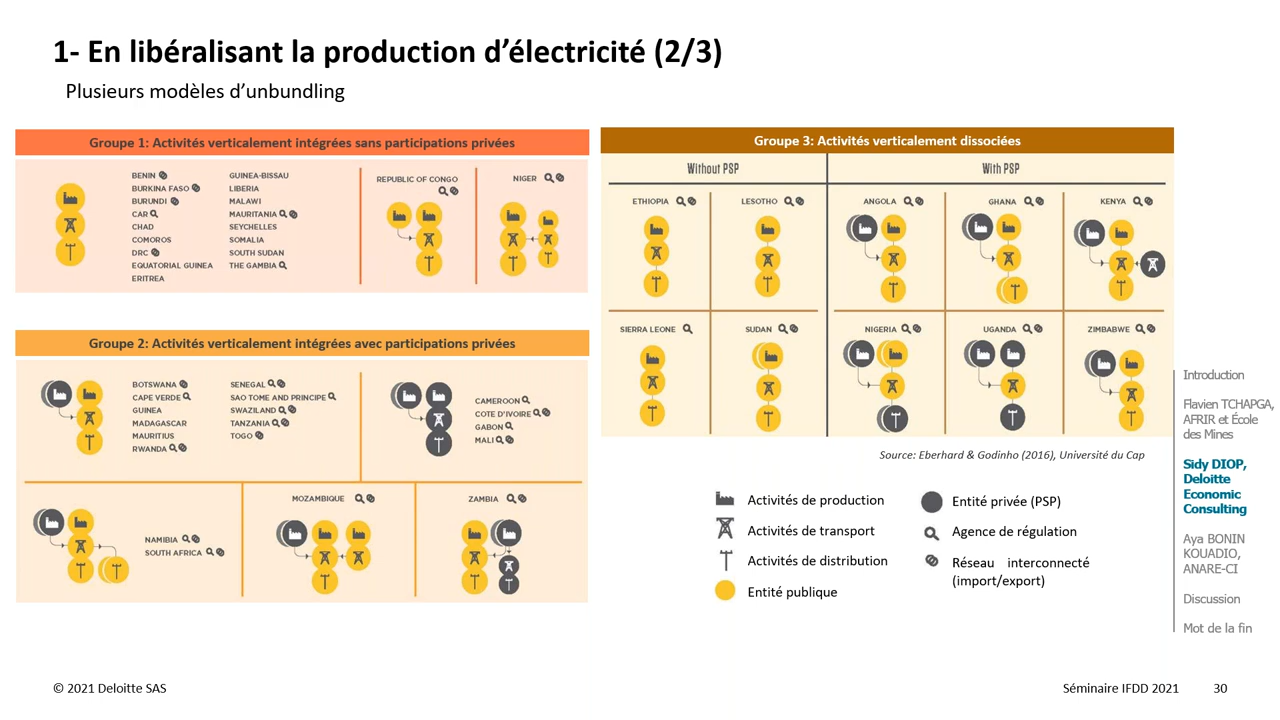 1- En libéralisant la production d’électricité (2/3)
Plusieurs modèles d’unbundling
Groupe 1: Activités verticalement intégrées sans participations privées
BENIN
BURKINA FASO
BURUNDI
CAR
CHAD
COMOROS
DRC
EQUATORIAL GUINEA
ERITREA
GUINEA-BISSAU
LIBERIA
MALAWI
MAURITANIA
SEYCHELLES
SOMALIA
SOUTH SUDAN
THE GAMBIA
REPUBLIC OF CONGO
NIGER
Groupe 2: Activités verticalement intégrées avec participations privées
BOTSWANA
CAPE VERDE
GUINEA
MADAGASCAR
MAURITIUS
RWANDA
SENEGAL
SAO TOME AND PRINCIPE
SWAZILAND
TANZANIA
TOGO
CAMEROON
COTE D'IVOIRE
GABON
MALI
NAMIBIA
SOUTH AFRICA
MOZAMBIQUE
ZAMBIA
Groupe 3: Activités verticalement dissociées
Without PSP
With PSP
ETHIOPIA
LESOTHO
ANGOLA
GHANA
KENYA
SIERRA LEONE
SUDAN
NIGERIA
UGANDA
ZIMBABWE
Source: Eberhard & Godinho (2016), Université du Cap
Activités de production
Activités de transport
Activités de distribution
Entité publique
Entité privée (PSP)
Agence de régulation
Réseau interconnecté
(import/export)
Introduction
Flavien TCHAPGA,
AFRIR et École
des Mines
Sidy DIOP,
Deloitte
Economic
Consulting
Aya BONIN
KOUADIO,
ANARE-CI
Discussion
Mot de la fin
© 2021 Deloitte SAS
Séminaire IFDD 2021
30